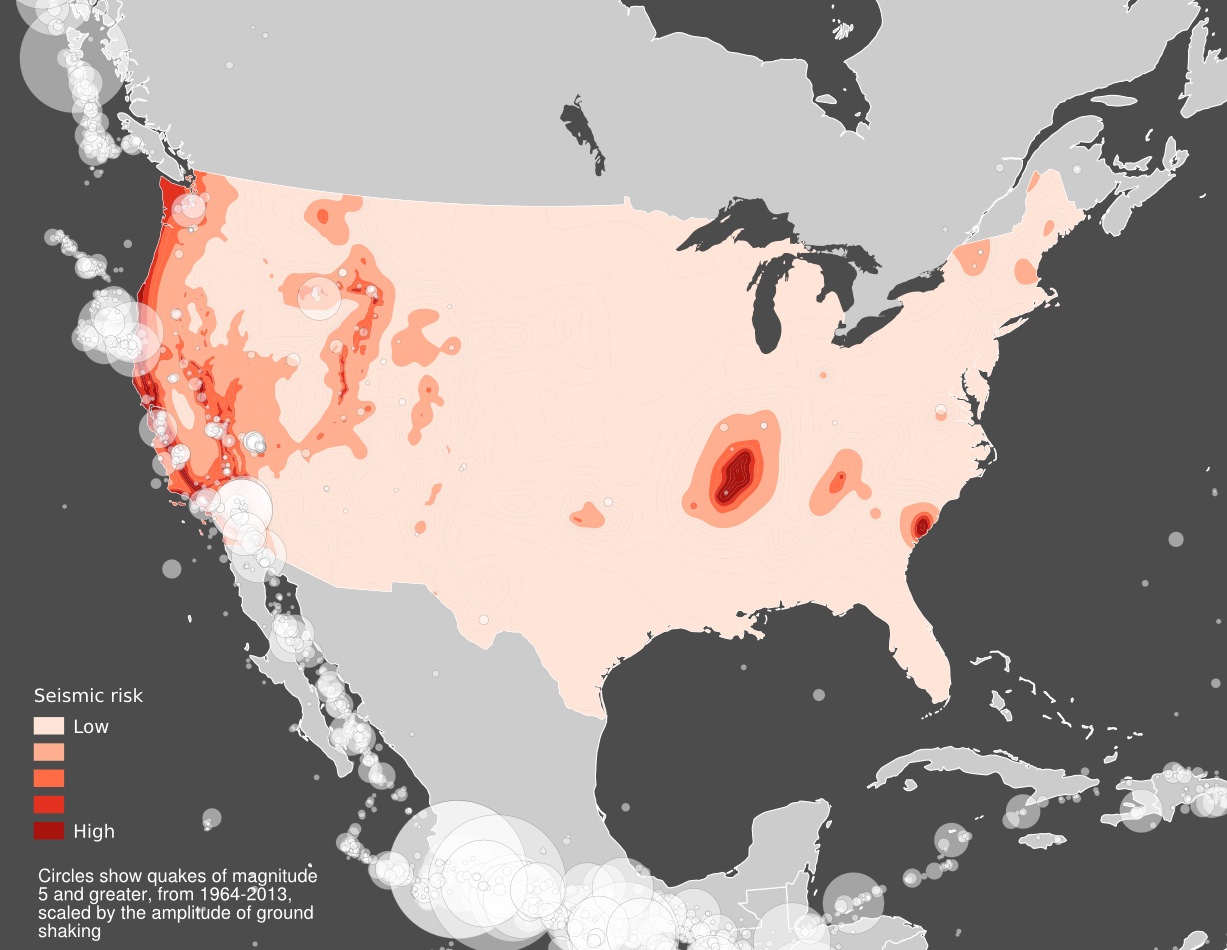 Seismic risk
Low
High
Circles show quakes of magnitude
5 and greater, from 1964-2013,
scaled by the amplitude of ground
shaking